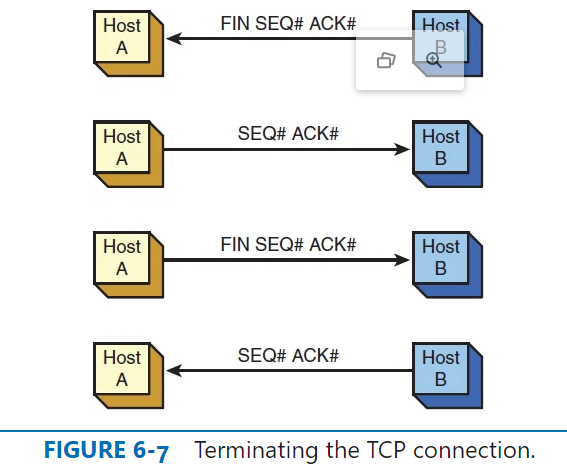 Host A
FIN SEQ# ACK#
Host B
Host A
SEQ# ACK#
Host B
Host A
FIN SEQ# ACK#
Host B
Host A
SEQ# ACK#
Host B
FIGURE 6-7 Terminating the TCP connection.